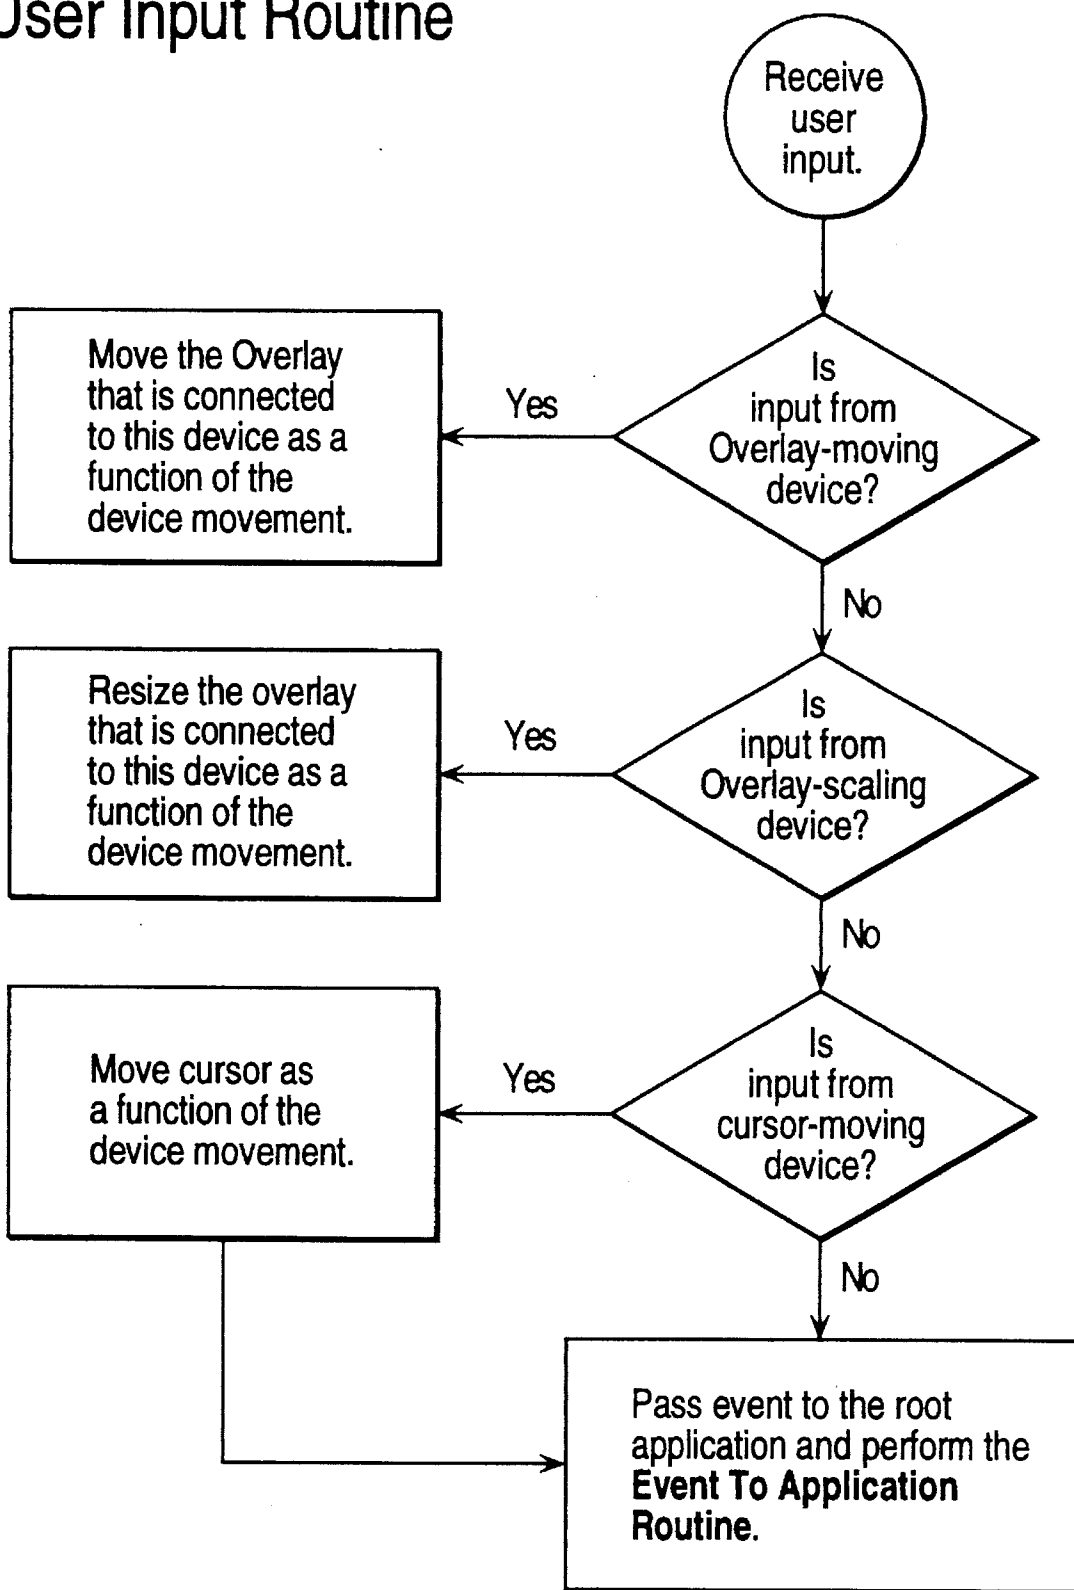 User Input Routine
Receive
user
input.
Is
input from
Overlay-moving
device?
Yes
Move the Overlay
that is connected
to this device as a
function of the
device movement.
No
Is
input from
Overlay-scaling
device?
Yes
Resize the overlay
that is connected
to this device as a
function of the
device movement.
No
Is
input from
cursor-moving
device?
Yes
Move cursor as
a function of the
device movement.
No
Pass event to the root
application and perform the
Event To Application
Routine.